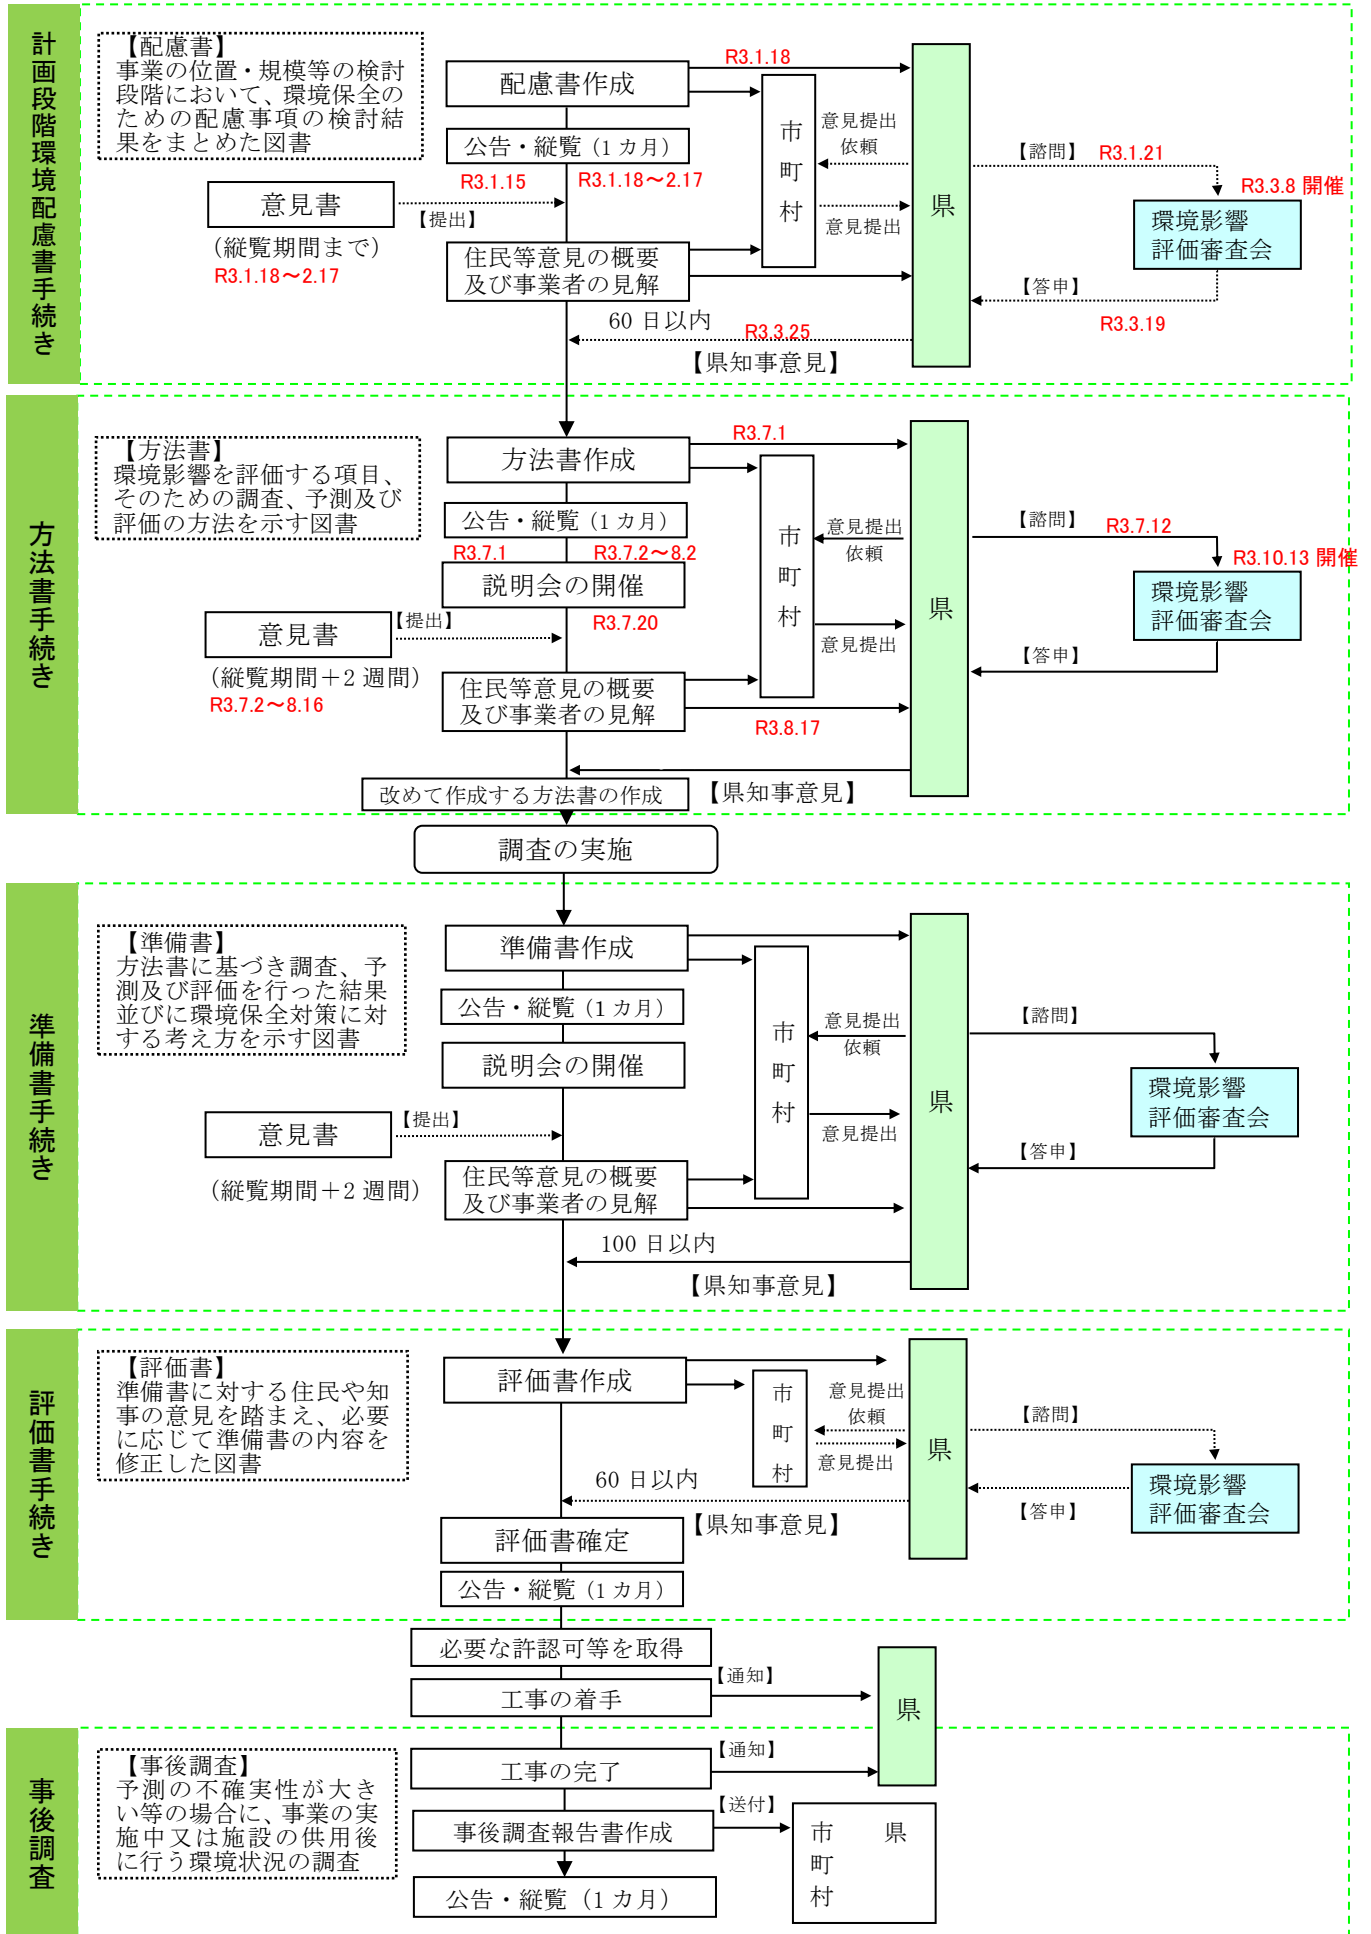 計画段階環境配慮書手続き
【配慮書】
事業の位置・規模等の検討
段階において、環境保全の
ための配慮事項の検討結
果をまとめた図書
配慮書作成
R3.1.18
公告・縦覧（1カ月）
R3.1.15
R3.1.18～2.17
意見書
【提出】
（縦覧期間まで）
R3.1.18～2.17
住民等意見の概要
及び事業者の見解
市町村
意見提出
依頼
意見提出
県
【諮問】
R3.1.21
R3.3.8 開催
環境影響
評価審査会
【答申】
R3.3.19
60 日以内
R3.3.25
【県知事意見】
方法書手続き
【方法書】
環境影響を評価する項目、
そのための調査、予測及び
評価の方法を示す図書
方法書作成
R3.7.1
公告・縦覧（1カ月）
R3.7.1
R3.7.2～8.2
説明会の開催
R3.7.20
意見書
【提出】
（縦覧期間＋2 週間）
R3.7.2～8.16
住民等意見の概要
及び事業者の見解
R3.8.17
市町村
意見提出
依頼
意見提出
県
【諮問】
R3.7.12
R3.10.13 開催
環境影響
評価審査会
【答申】
【県知事意見】
改めて作成する方法書の作成
調査の実施
準備書手続き
【準備書】
方法書に基づき調査、予
測及び評価を行った結果
並びに環境保全対策に対
する考え方を示す図書
準備書作成
公告・縦覧（1カ月）
説明会の開催
意見書
【提出】
（縦覧期間＋2 週間）
住民等意見の概要
及び事業者の見解
市町村
意見提出
依頼
意見提出
県
【諮問】
環境影響
評価審査会
【答申】
100 日以内
【県知事意見】
評価書手続き
【評価書】
準備書に対する住民や知
事の意見を踏まえ、必要
に応じて準備書の内容を
修正した図書
評価書作成
市町村
意見提出
依頼
意見提出
県
【諮問】
環境影響
評価審査会
【答申】
60 日以内
【県知事意見】
評価書確定
公告・縦覧（1カ月）
必要な許認可等を取得
工事の着手
【通知】
県
事後調査
【事後調査】
予測の不確実性が大き
い等の場合に、事業の実
施中又は施設の供用後
に行う環境状況の調査
工事の完了
【通知】
事後調査報告書作成
【送付】
市町村
県
公告・縦覧（1カ月）